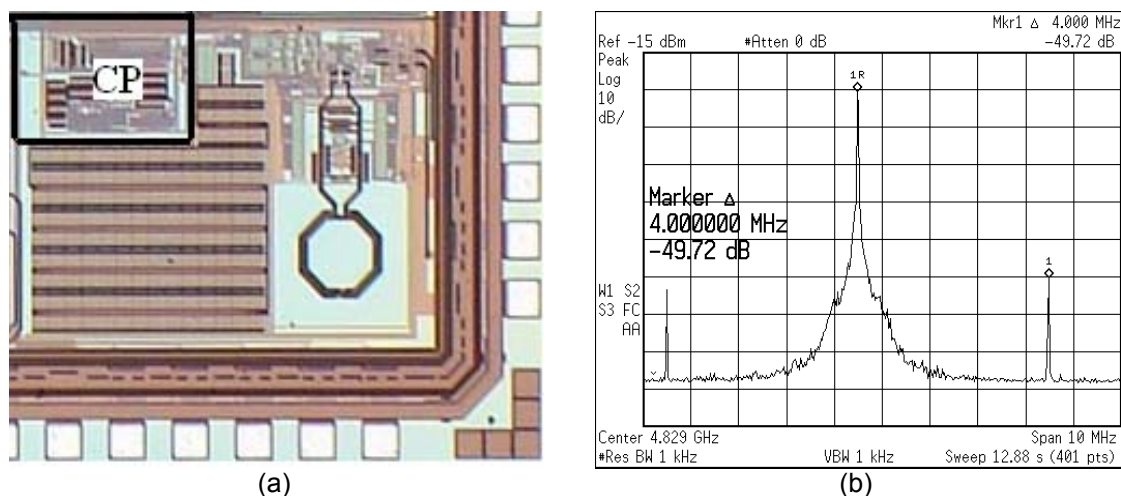 CP
Mkr1 Δ 4.000 MHz
Ref -15 dBm #Atten 0 dB -49.72 dB
Peak
Log
10
dB/
1R
Marker Δ
4.000000 MHz
-49.72 dB
1
W1 S2
S3 FC
AA
Center 4.829 GHz Span 10 MHz
#Res BW 1 kHz VBW 1 kHz Sweep 12.88 s (401 pts)
(a) (b)